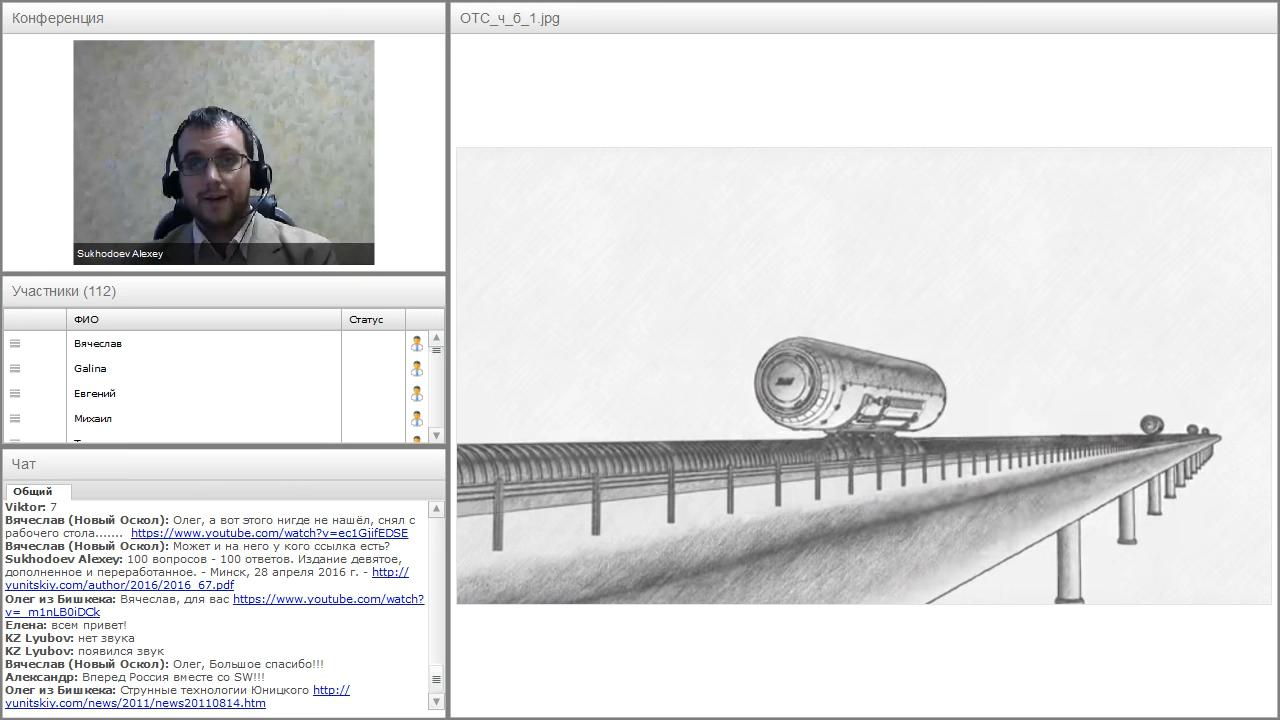 Конференция
Sukhodoev Alexey
Участники (112)
ФИО
Статус
Вячеслав
Galina
Евгений
Михаил
Чат
Общий
Viktor: 7
Вячеслав (Новый Оскол): Олег, а вот этого нигде не нашёл, снял с
рабочего стола....... https://www.youtube.com/watch?v=ec1GjifEDSE
Вячеслав (Новый Оскол): Может и на него у кого ссылка есть?
Sukhodoev Alexey: 100 вопросов - 100 ответов. Издание девятое,
дополненное и переработанное. - Минск, 28 апреля 2016 г. - http://
yunitskiy.com/author/2016/2016_67.pdf
Олег из Бишкека: Вячеслав, для вас https://www.youtube.com/watch?
v=_m1nLB0iDCk
Елена: всем привет!
KZ Lyubov: нет звука
KZ Lyubov: появился звук
Вячеслав (Новый Оскол): Олег, Большое спасибо!!!
Александр: Вперед Россия вместе со SW!!!
Олег из Бишкека: Струнные технологии Юницкого http://
yunitskiy.com/news/2011/news20110814.htm
ОТС_ч_б_1.jpg